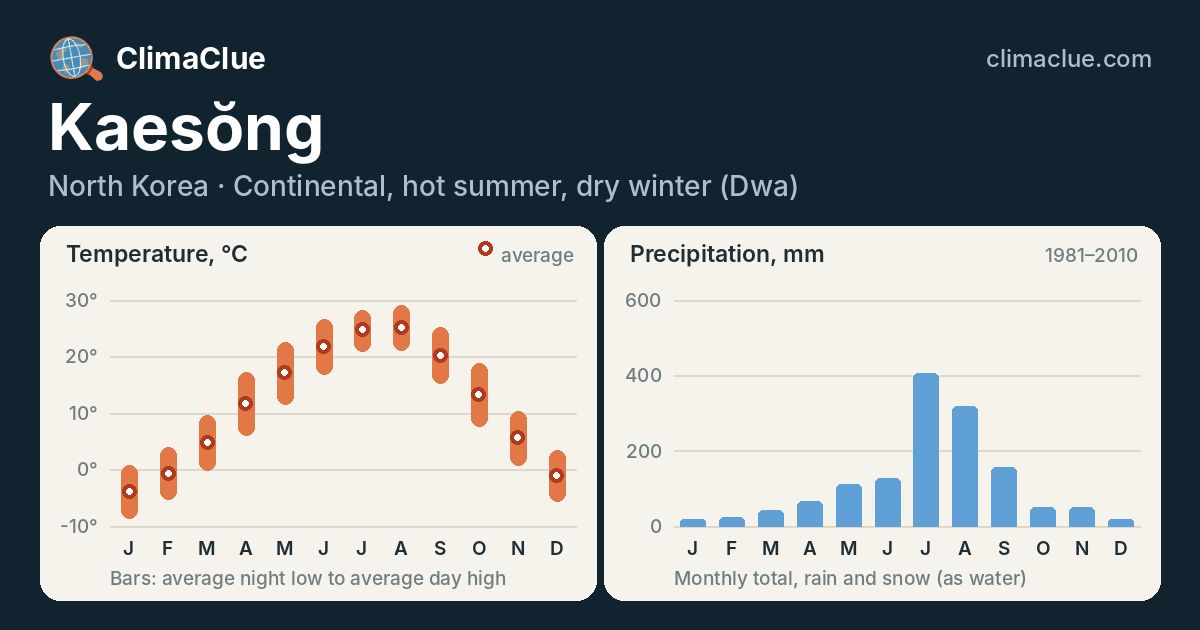 ClimaClue
climaclue.com
Kaesŏng
North Korea · Continental, hot summer, dry winter (Dwa)
Temperature, °C
average
30°
20°
10°
0°
-10°
J F M A M J J A S O N D
Bars: average night low to average day high
Precipitation, mm
1981–2010
600
400
200
0
J F M A M J J A S O N D
Monthly total, rain and snow (as water)